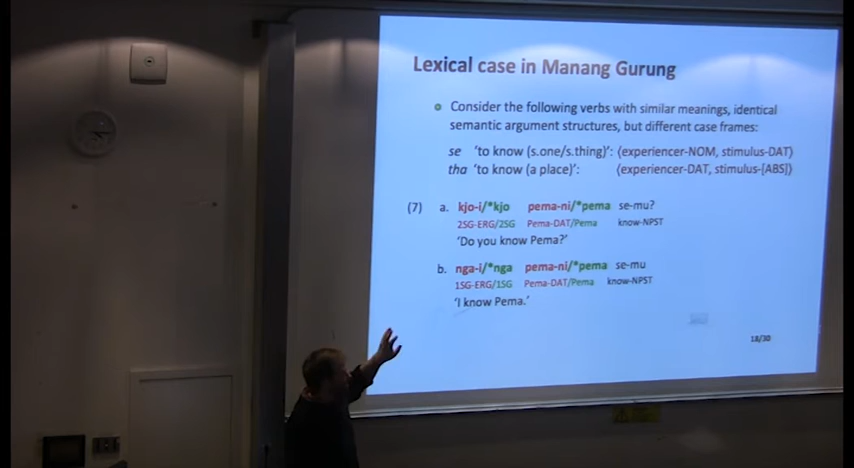 Lexical case in Manang Gurung
Consider the following verbs with similar meanings, identical
semantic argument structures, but different case frames:
se 'to know (s.one/s.thing)': ⟨experiencer-NOM, stimulus-DAT⟩
tha 'to know (a place)': ⟨experiencer-DAT, stimulus-[ABS]⟩
(7) a. kjo-i/*kjo pema-ni/*pema se-mu?
2SG-ERG/2SG Pema-DAT/Pema know-NPST
'Do you know Pema?'
b. nga-i/*nga pema-ni/*pema se-mu
1SG-ERG/1SG Pema-DAT/Pema know-NPST
'I know Pema.'
18/30